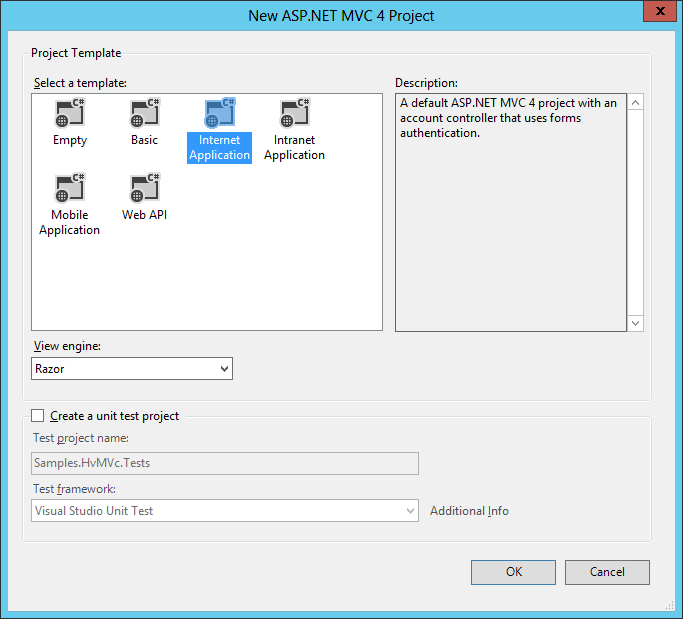 New ASP.NET MVC 4 Project
x
Project Template
Select a template:
C# C# C# C#
Empty Basic Internet Application Intranet Application
C# C#
Mobile Application Web API
Description:
A default ASP.NET MVC 4 project with an
account controller that uses forms
authentication.
View engine:
Razor
Create a unit test project
Test project name:
Samples.HvMVc.Tests
Test framework:
Visual Studio Unit Test
Additional Info
OK
Cancel